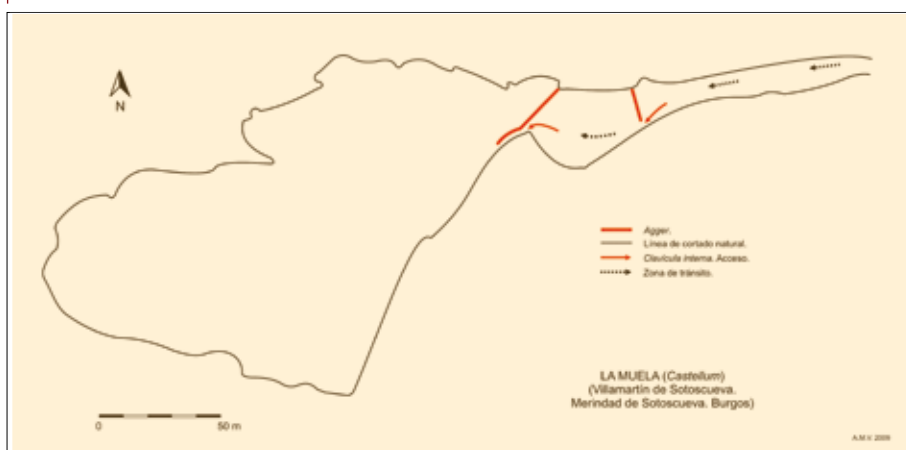 N
Agger.
Línea de cortado natural.
Clavícula interna. Acceso.
Zona de tránsito.
LA MUELA (Castellum)
(Villamartín de Sotoscueva.
Merindad de Sotoscueva. Burgos)
0 50 m
A.M.V. 2009